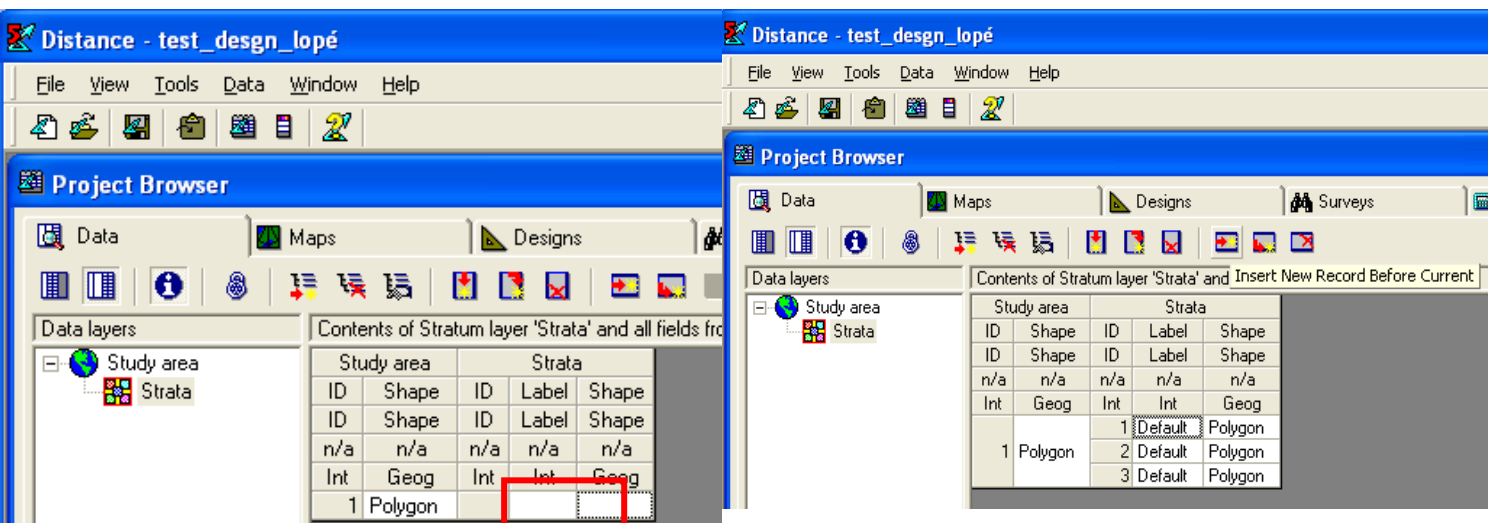 Distance - test_desgn_lopé
File View Tools Data Window Help
Project Browser
Data Maps Designs
Data layers
Contents of Stratum layer 'Strata' and all fields fro
Study area
Strata
Study area Strata
ID Shape ID Label Shape
ID Shape ID Label Shape
n/a n/a n/a n/a n/a
Int Geog Int Int Geog
1 Polygon
Distance - test_desgn_lopé
File View Tools Data Window Help
Project Browser
Data Maps Designs Surveys
Data layers
Contents of Stratum layer 'Strata' and
Insert New Record Before Current
Study area
Strata
Study area Strata
ID Shape ID Label Shape
ID Shape ID Label Shape
n/a n/a n/a n/a n/a
Int Geog Int Int Geog
1 Default Polygon
1 Polygon 2 Default Polygon
3 Default Polygon